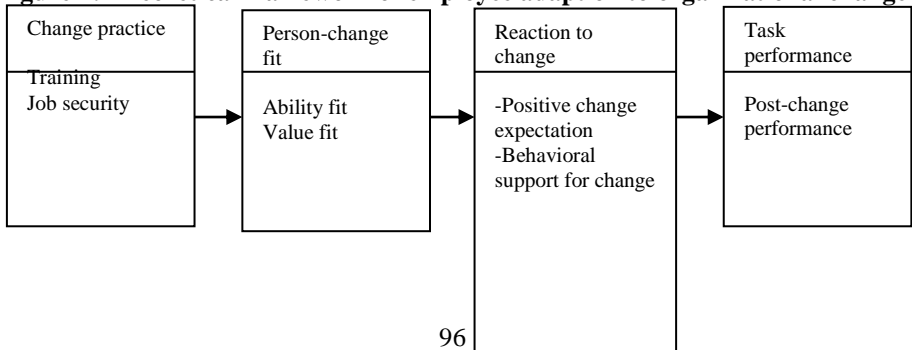 Change practice
Training
Job security
Person-change
fit
Ability fit
Value fit
Reaction to
change
-Positive change
expectation
-Behavioral
support for change
Task
performance
Post-change
performance
96